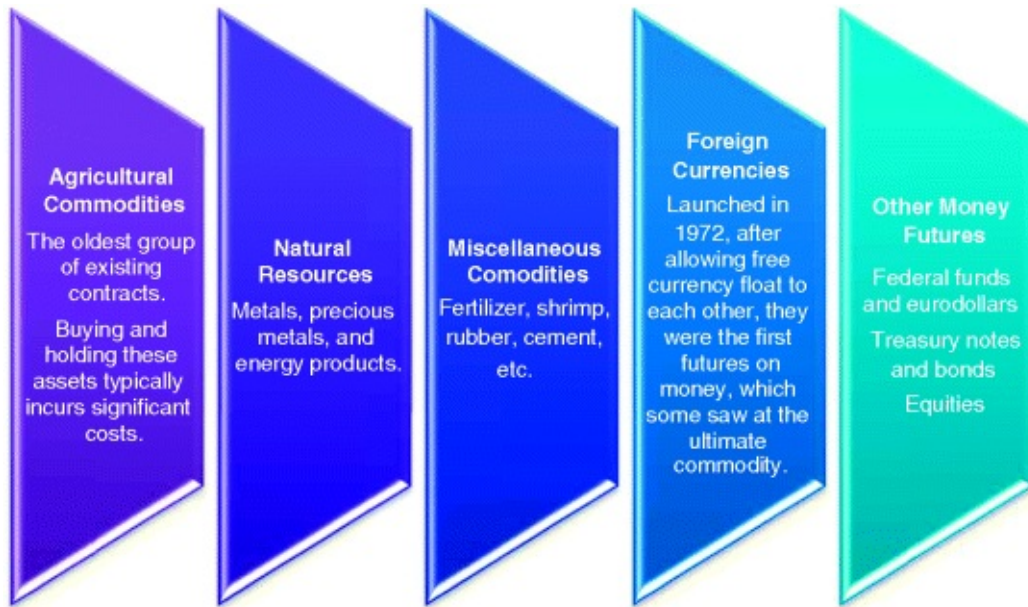 Agricultural
Commodities
The oldest group
of existing
contracts.
Buying and
holding these
assets typically
incurs significant
costs.
Natural
Resources
Metals, precious
metals, and
energy products.
Miscellaneous
Comodities
Fertilizer, shrimp,
rubber, cement,
etc.
Foreign
Currencies
Launched in
1972, after
allowing free
currency float to
each other, they
were the first
futures on
money, which
some saw at the
ultimate
commodity.
Other Money
Futures
Federal funds
and eurodollars
Treasury notes
and bonds
Equities